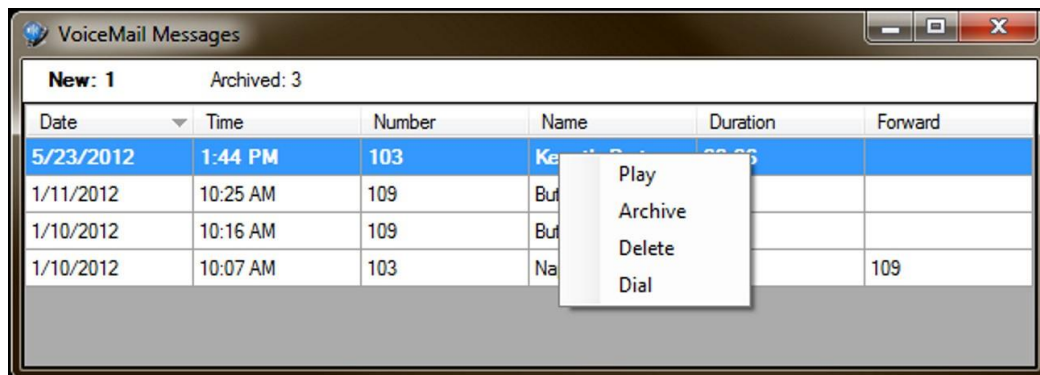 VoiceMail Messages
New: 1 Archived: 3
Date Time Number Name Duration Forward
5/23/2012 1:44 PM 103
1/11/2012 10:25 AM 109
1/10/2012 10:16 AM 109
1/10/2012 10:07 AM 103 109
Play
Archive
Delete
Dial